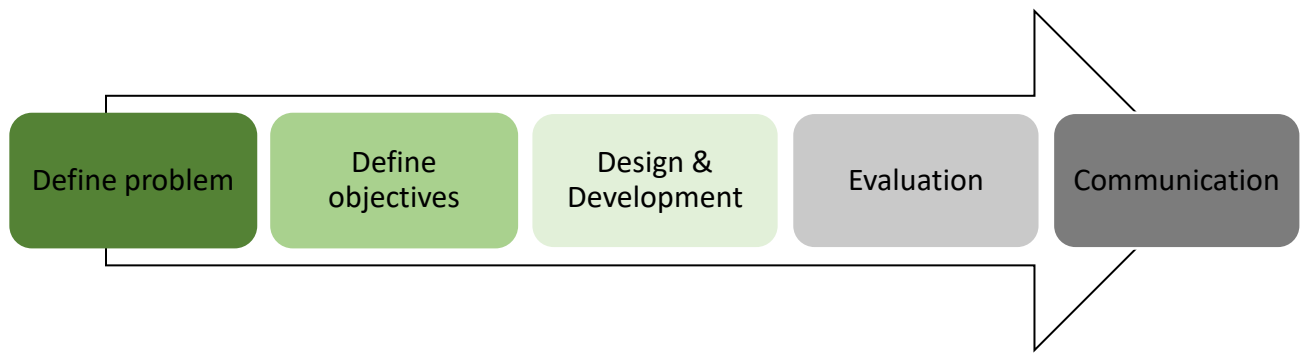 Define problem
Define
objectives
Design &
Development
Evaluation
Communication